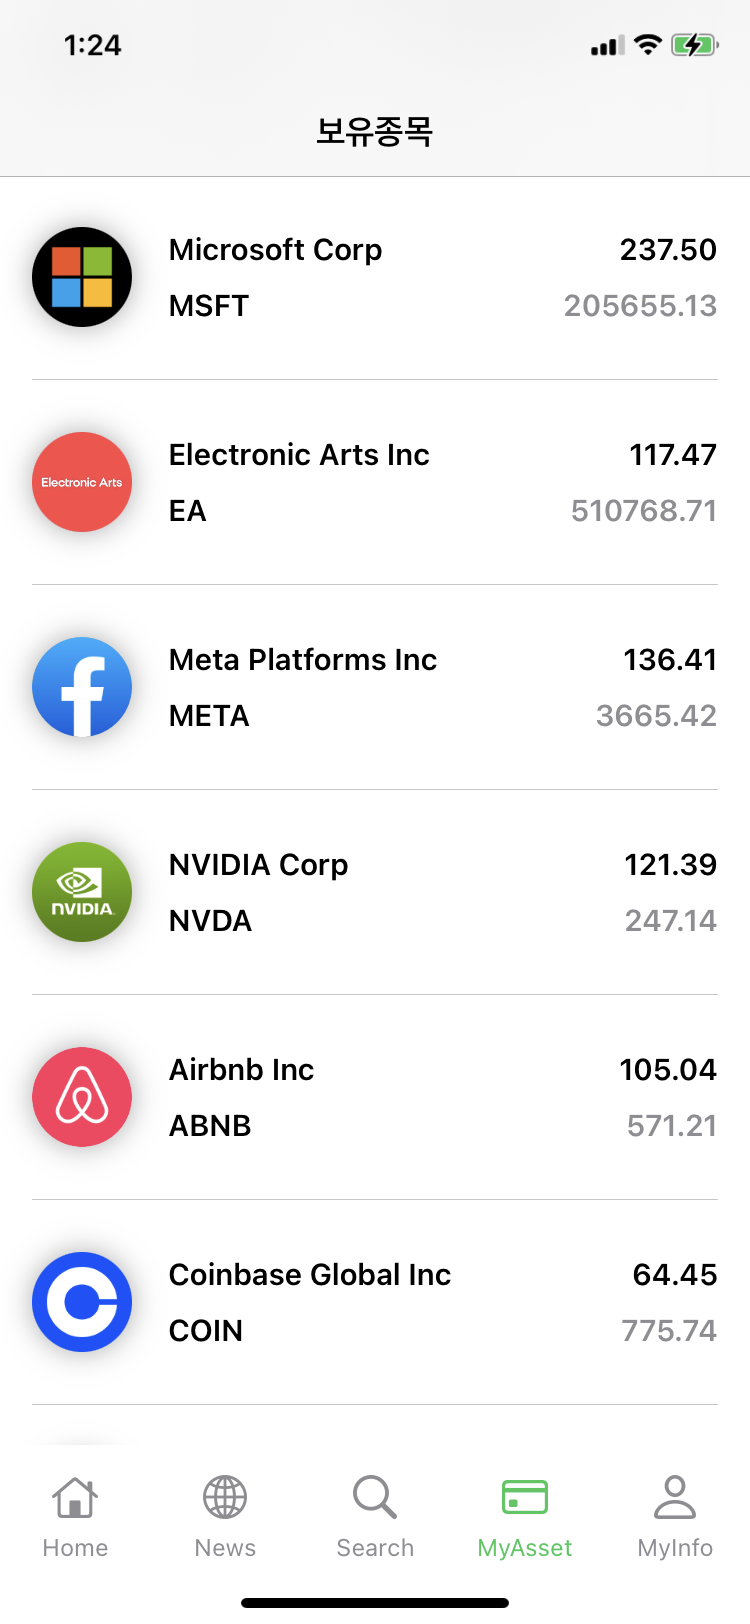 1:24
보유종목
Microsoft Corp 237.50
MSFT 205655.13
Electronic Arts
Electronic Arts Inc 117.47
EA 510768.71
Meta Platforms Inc 136.41
META 3665.42
NVIDIA Corp 121.39
NVIDIA.
NVDA 247.14
Airbnb Inc 105.04
ABNB 571.21
Coinbase Global Inc 64.45
COIN 775.74
Home News Search MyAsset MyInfo